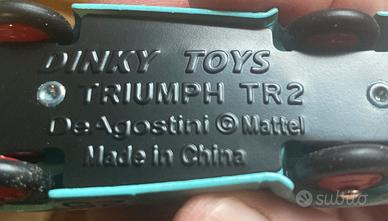 DINKY TOYS
TRIUMPH TR2
DeAgostini © Mattel
Made in China
subito